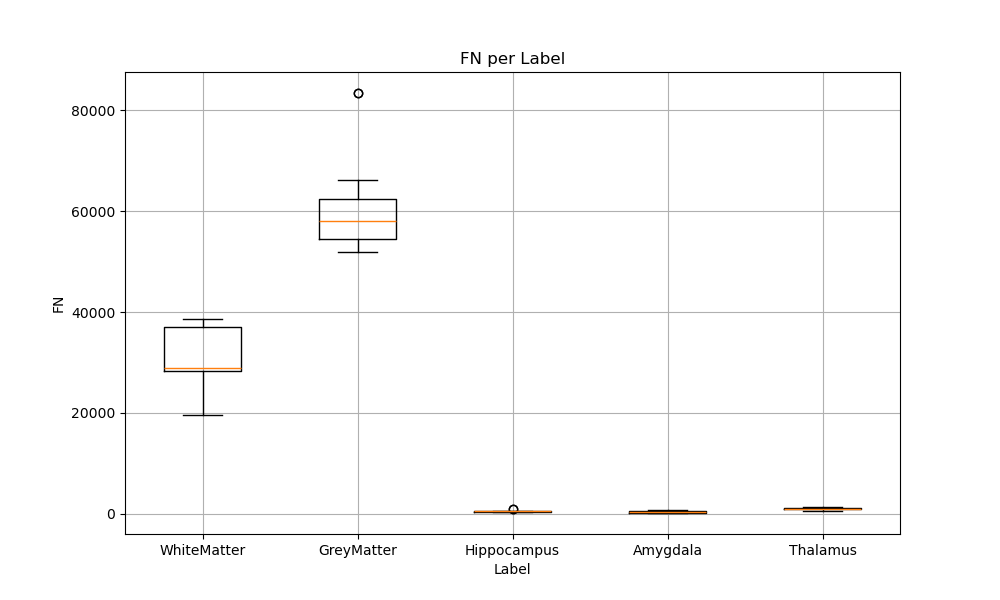 FN per Label
80000
60000
40000
20000
0
FN
WhiteMatter GreyMatter Hippocampus Amygdala Thalamus
Label